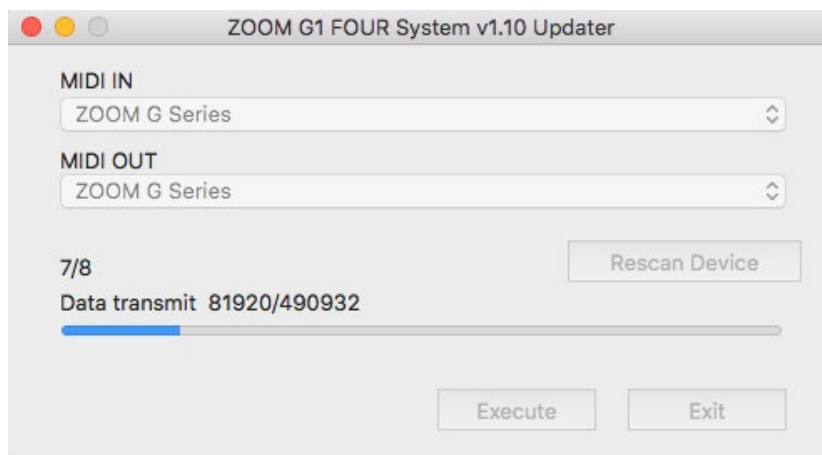 ZOOM G1 FOUR System v1.10 Updater
MIDI IN
ZOOM G Series
MIDI OUT
ZOOM G Series
7/8
Rescan Device
Data transmit 81920/490932
Execute
Exit